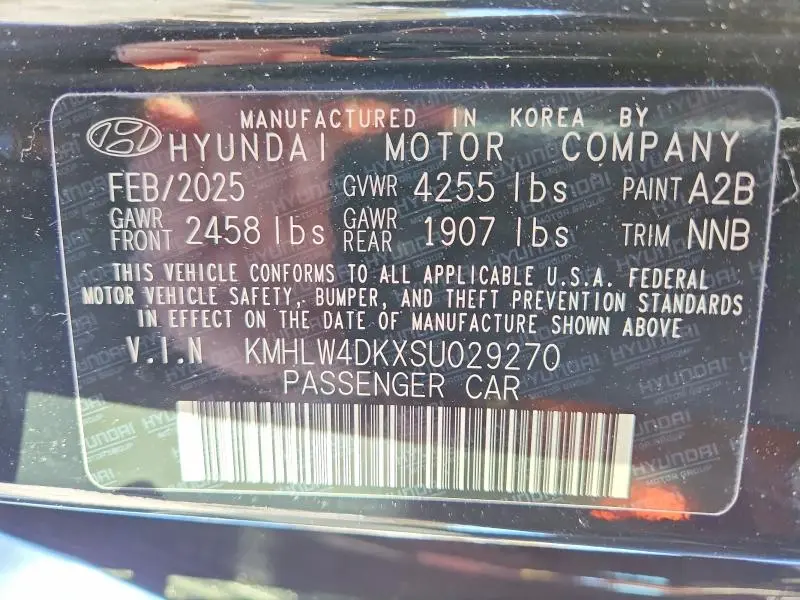 MANUFACTURED IN KOREA BY
HYUNDAI MOTOR COMPANY
FEB/2025 GVWR 4255 lbs PAINT A2B
GAWR FRONT 2458 lbs GAWR REAR 1907 lbs TRIM NNB
THIS VEHICLE CONFORMS TO ALL APPLICABLE U.S.A. FEDERAL
MOTOR VEHICLE SAFETY, BUMPER, AND THEFT PREVENTION STANDARDS
IN EFFECT ON THE DATE OF MANUFACTURE SHOWN ABOVE
V.I.N KMHLW4DKXSU029270
PASSENGER CAR